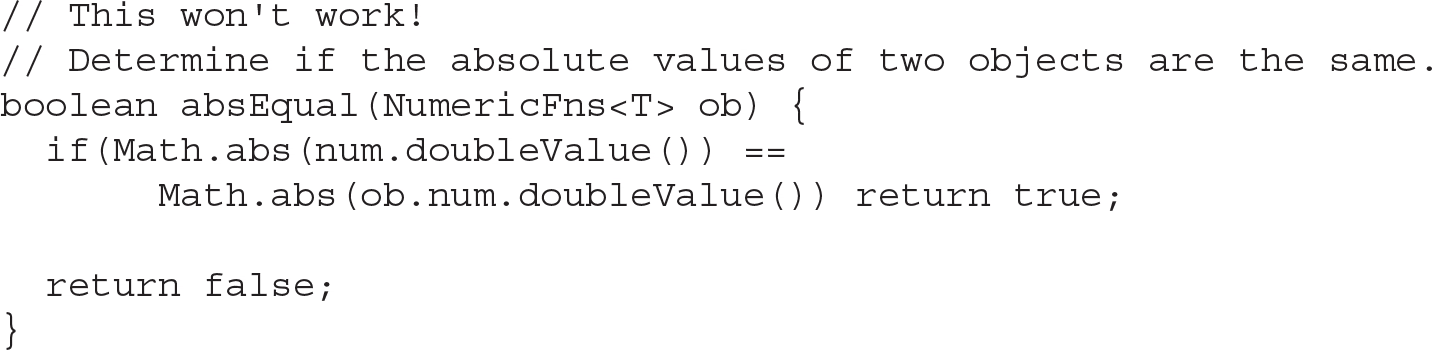 // This won't work!
// Determine if the absolute values of two objects are the same.
boolean absEqual(NumericFns<T> ob) {
  if(Math.abs(num.doubleValue()) ==
       Math.abs(ob.num.doubleValue()) return true;

  return false;
}